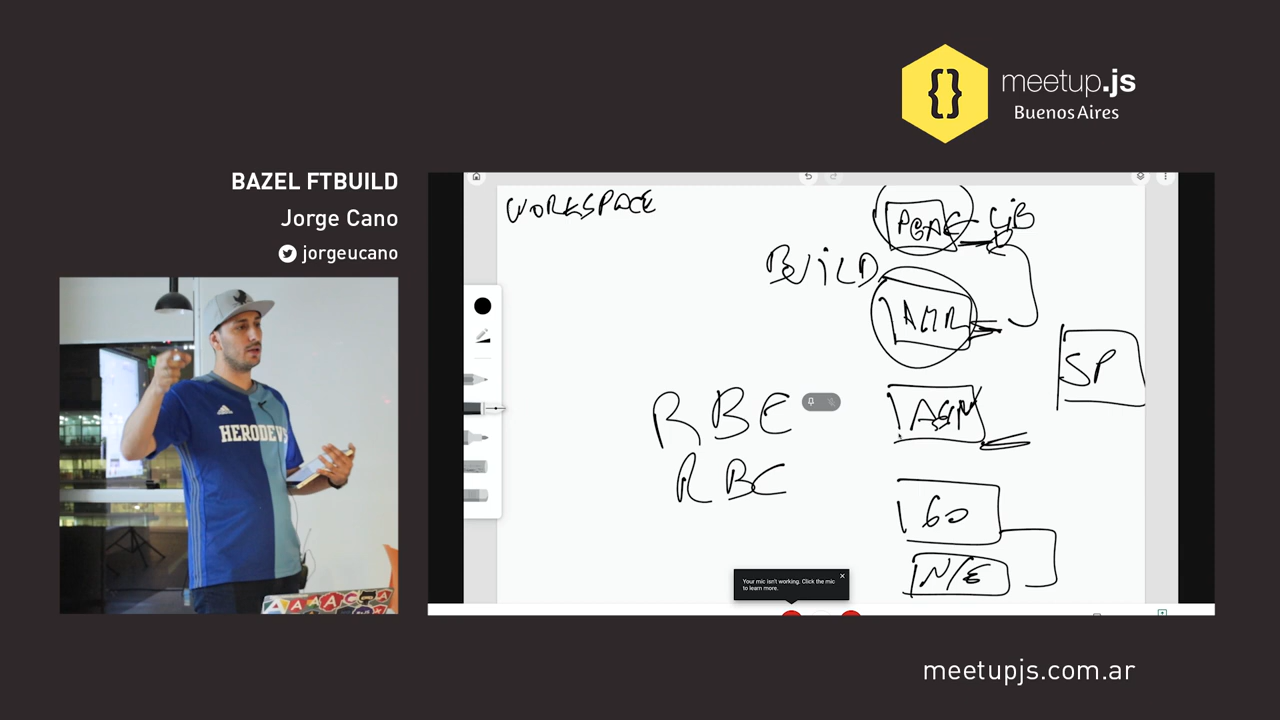 meetup.js
Buenos Aires
BAZEL FTBUILD
Jorge Cano
jorgeucano
HERODEVS
WORKSPACE
LIB
BUILD
SP
RBE
RBC
GO
N/E
Your mic isn't working. Click the mic
to learn more.
meetupjs.com.ar